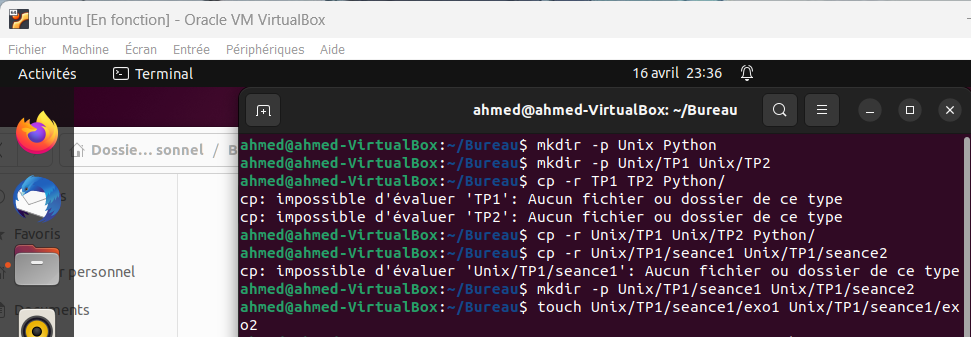 ubuntu [En fonction] - Oracle VM VirtualBox
Fichier Machine Écran Entrée Périphériques Aide
Activités Terminal 16 avril 23:36
ahmed@ahmed-VirtualBox: ~/Bureau
Dossie... sonnel / B
ahmed@ahmed-VirtualBox:~/Bureau$ mkdir -p Unix Python
ahmed@ahmed-VirtualBox:~/Bureau$ mkdir -p Unix/TP1 Unix/TP2
ahmed@ahmed-VirtualBox:~/Bureau$ cp -r TP1 TP2 Python/
cp: impossible d'évaluer 'TP1': Aucun fichier ou dossier de ce type
cp: impossible d'évaluer 'TP2': Aucun fichier ou dossier de ce type
ahmed@ahmed-VirtualBox:~/Bureau$ cp -r Unix/TP1 Unix/TP2 Python/
ahmed@ahmed-VirtualBox:~/Bureau$ cp -r Unix/TP1/seance1 Unix/TP1/seance2
cp: impossible d'évaluer 'Unix/TP1/seance1': Aucun fichier ou dossier de ce type
ahmed@ahmed-VirtualBox:~/Bureau$ mkdir -p Unix/TP1/seance1 Unix/TP1/seance2
ahmed@ahmed-VirtualBox:~/Bureau$ touch Unix/TP1/seance1/exo1 Unix/TP1/seance1/ex
o2
Favoris
r personnel
uments